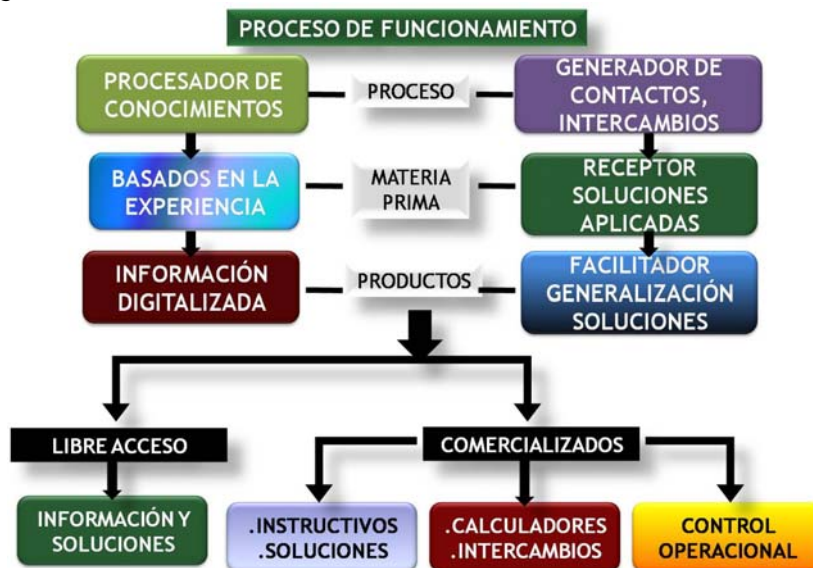 PROCESO DE FUNCIONAMIENTO
PROCESADOR DE
CONOCIMIENTOS
PROCESO
GENERADOR DE
CONTACTOS,
INTERCAMBIOS
BASADOS EN LA
EXPERIENCIA
MATERIA
PRIMA
RECEPTOR
SOLUCIONES
APLICADAS
INFORMACIÓN
DIGITALIZADA
PRODUCTOS
FACILITADOR
GENERALIZACIÓN
SOLUCIONES
LIBRE ACCESO
COMERCIALIZADOS
INFORMACIÓN Y
SOLUCIONES
.INSTRUCTIVOS
.SOLUCIONES
.CALCULADORES
.INTERCAMBIOS
CONTROL
OPERACIONAL